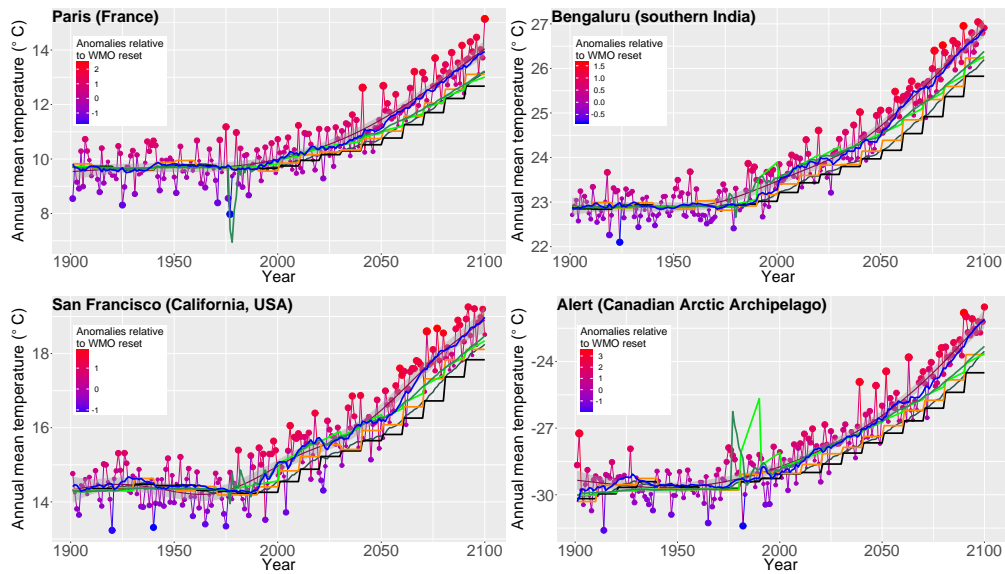 Paris (France)
Annual mean temperature (° C)
14
12
10
8
Anomalies relative
to WMO reset
2
1
0
-1
1900
1950
2000
2050
2100
Year
Bengaluru (southern India)
Annual mean temperature (° C)
27
26
25
24
23
22
Anomalies relative
to WMO reset
1.5
1.0
0.5
0.0
-0.5
1900
1950
2000
2050
2100
Year
San Francisco (California, USA)
Annual mean temperature (° C)
18
16
14
Anomalies relative
to WMO reset
1
0
-1
1900
1950
2000
2050
2100
Year
Alert (Canadian Arctic Archipelago)
Annual mean temperature (° C)
-24
-27
-30
Anomalies relative
to WMO reset
3
2
1
0
-1
1900
1950
2000
2050
2100
Year